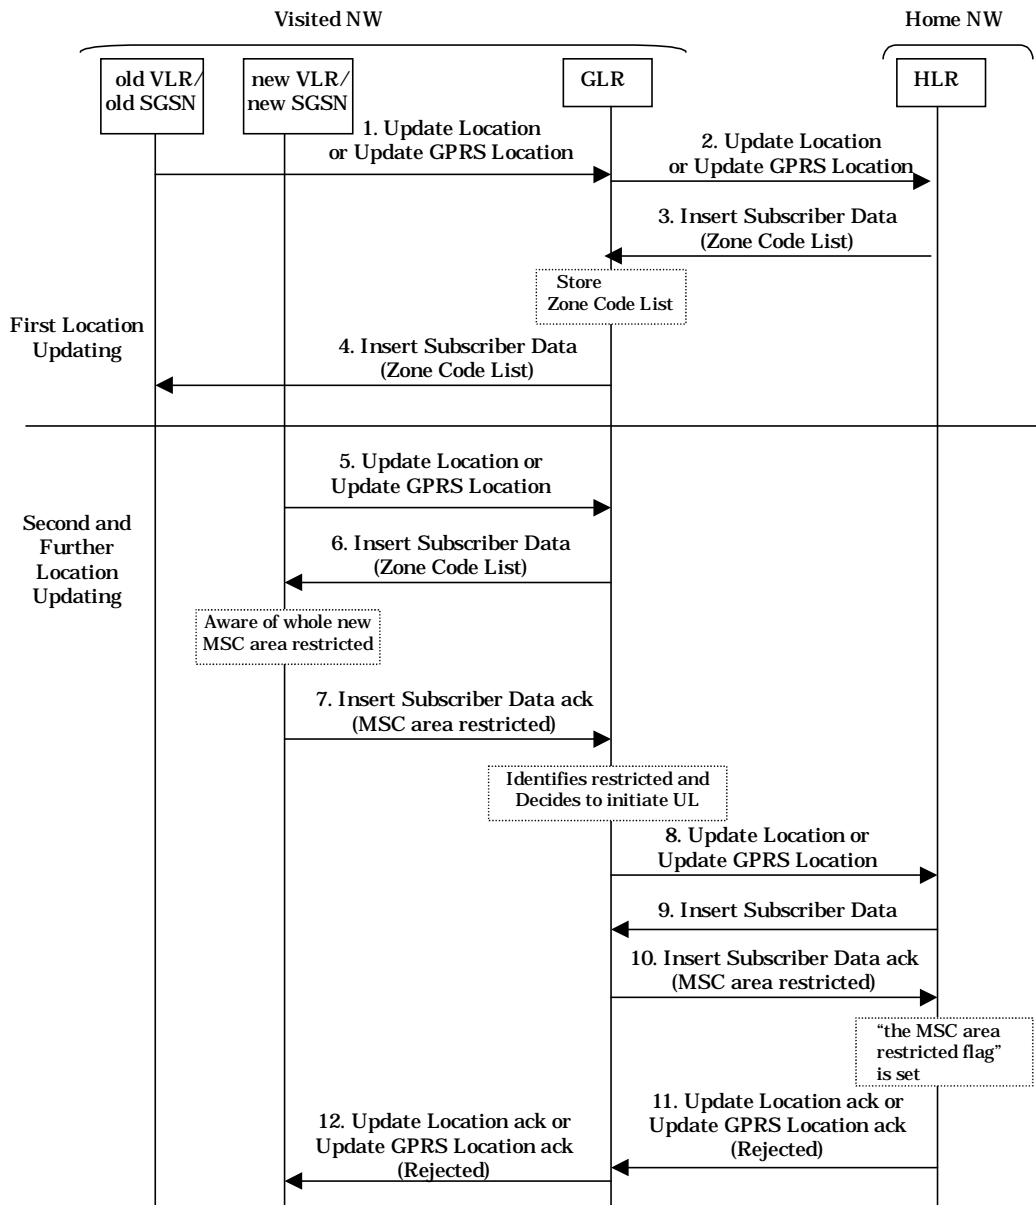 Visited NW
Home NW
old VLR/
old SGSN
new VLR/
new SGSN
GLR
HLR
1. Update Location
or Update GPRS Location
2. Update Location
or Update GPRS Location
3. Insert Subscriber Data
(Zone Code List)
Store
Zone Code List
First Location
Updating
4. Insert Subscriber Data
(Zone Code List)
5. Update Location or
Update GPRS Location
Second and
Further
Location
Updating
6. Insert Subscriber Data
(Zone Code List)
Aware of whole new
MSC area restricted
7. Insert Subscriber Data ack
(MSC area restricted)
Identifies restricted and
Decides to initiate UL
8. Update Location or
Update GPRS Location
9. Insert Subscriber Data
10. Insert Subscriber Data ack
(MSC area restricted)
“the MSC area
restricted flag”
is set
11. Update Location ack or
Update GPRS Location ack
(Rejected)
12. Update Location ack or
Update GPRS Location ack
(Rejected)